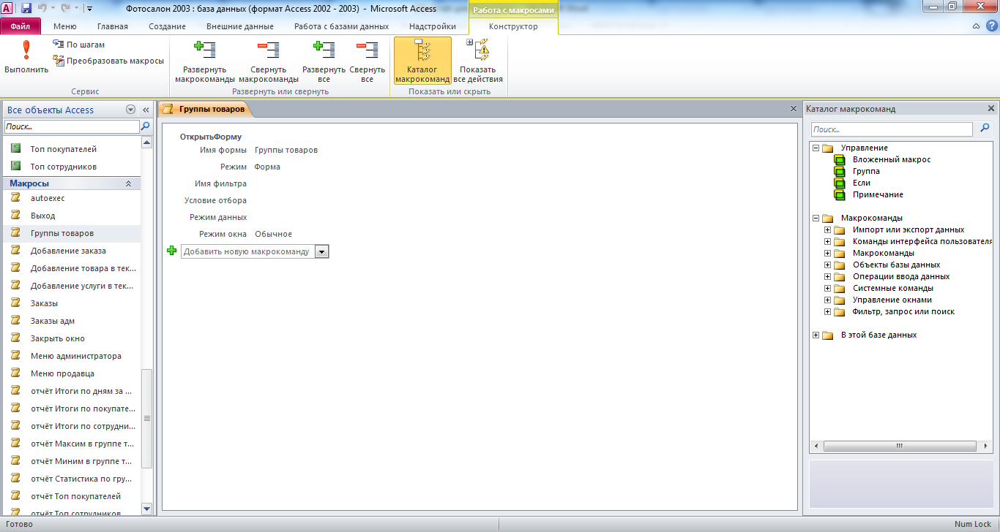 Фотосалон 2003 : база данных (формат Access 2002 - 2003) - Microsoft Access
Работа с макросами
Файл Меню Главная Создание Внешние данные Работа с базами данных Надстройки Конструктор
Выполнить
По шагам
Преобразовать макросы
Сервис
Развернуть макрокоманды
Свернуть макрокоманды
Развернуть все
Свернуть все
Развернуть или свернуть
Каталог макрокоманд
Показать все действия
Показать или скрыть
Все объекты Access
Поиск...
Топ покупателей
Топ сотрудников
Макросы
autoexec
Выход
Группы товаров
Добавление заказа
Добавление товара в тек...
Добавление услуги в тек...
Заказы
Заказы адм
Закрыть окно
Меню администратора
Меню продавца
отчёт Итоги по дням за ...
отчёт Итоги по покупате...
отчёт Итоги по сотрудни...
отчёт Максим в группе т...
отчёт Миним в группе т...
отчёт Статистика по гру...
отчёт Топ покупателей
отчёт Топ сотрудников
Группы товаров
ОткрытьФорму
Имя формы Группы товаров
Режим Форма
Имя фильтра
Условие отбора
Режим данных
Режим окна Обычное
Добавить новую макрокоманду
Каталог макрокоманд
Поиск...
Управление
Вложенный макрос
Группа
Если
Примечание
Макрокоманды
Импорт или экспорт данных
Команды интерфейса пользователя
Макрокоманды
Объекты базы данных
Операции ввода данных
Системные команды
Управление окнами
Фильтр, запрос или поиск
В этой базе данных
Готово
Num Lock